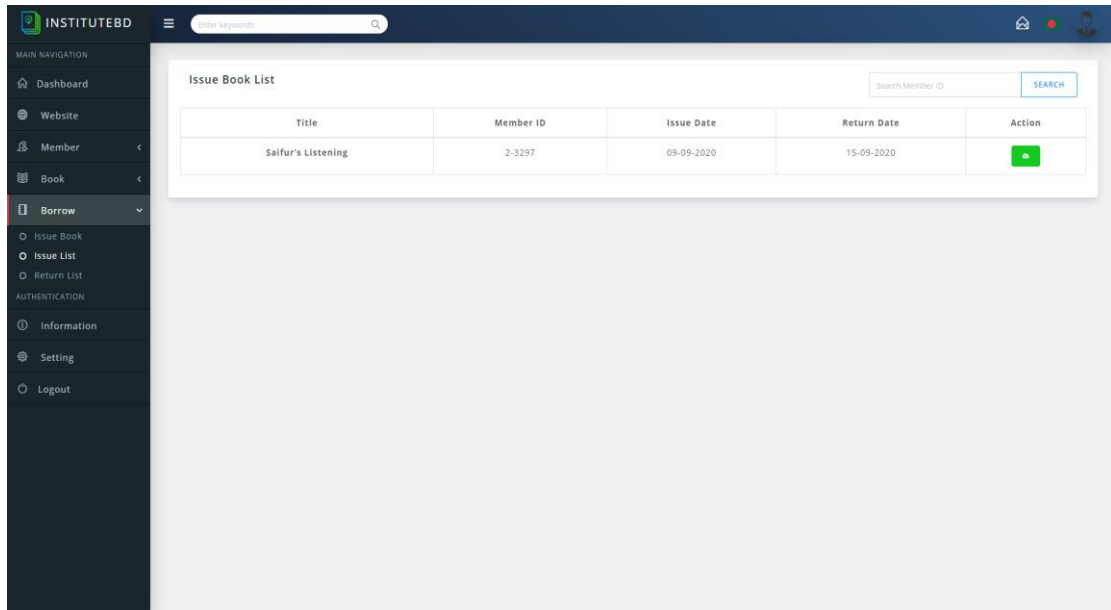 INSTITUTEBD
Enter keywords
MAIN NAVIGATION
Dashboard
Website
Member
Book
Borrow
Issue Book
Issue List
Return List
AUTHENTICATION
Information
Setting
Logout
Issue Book List
Search Member ID
SEARCH
Title Member ID Issue Date Return Date Action
Saifur's Listening 2-3297 09-09-2020 15-09-2020